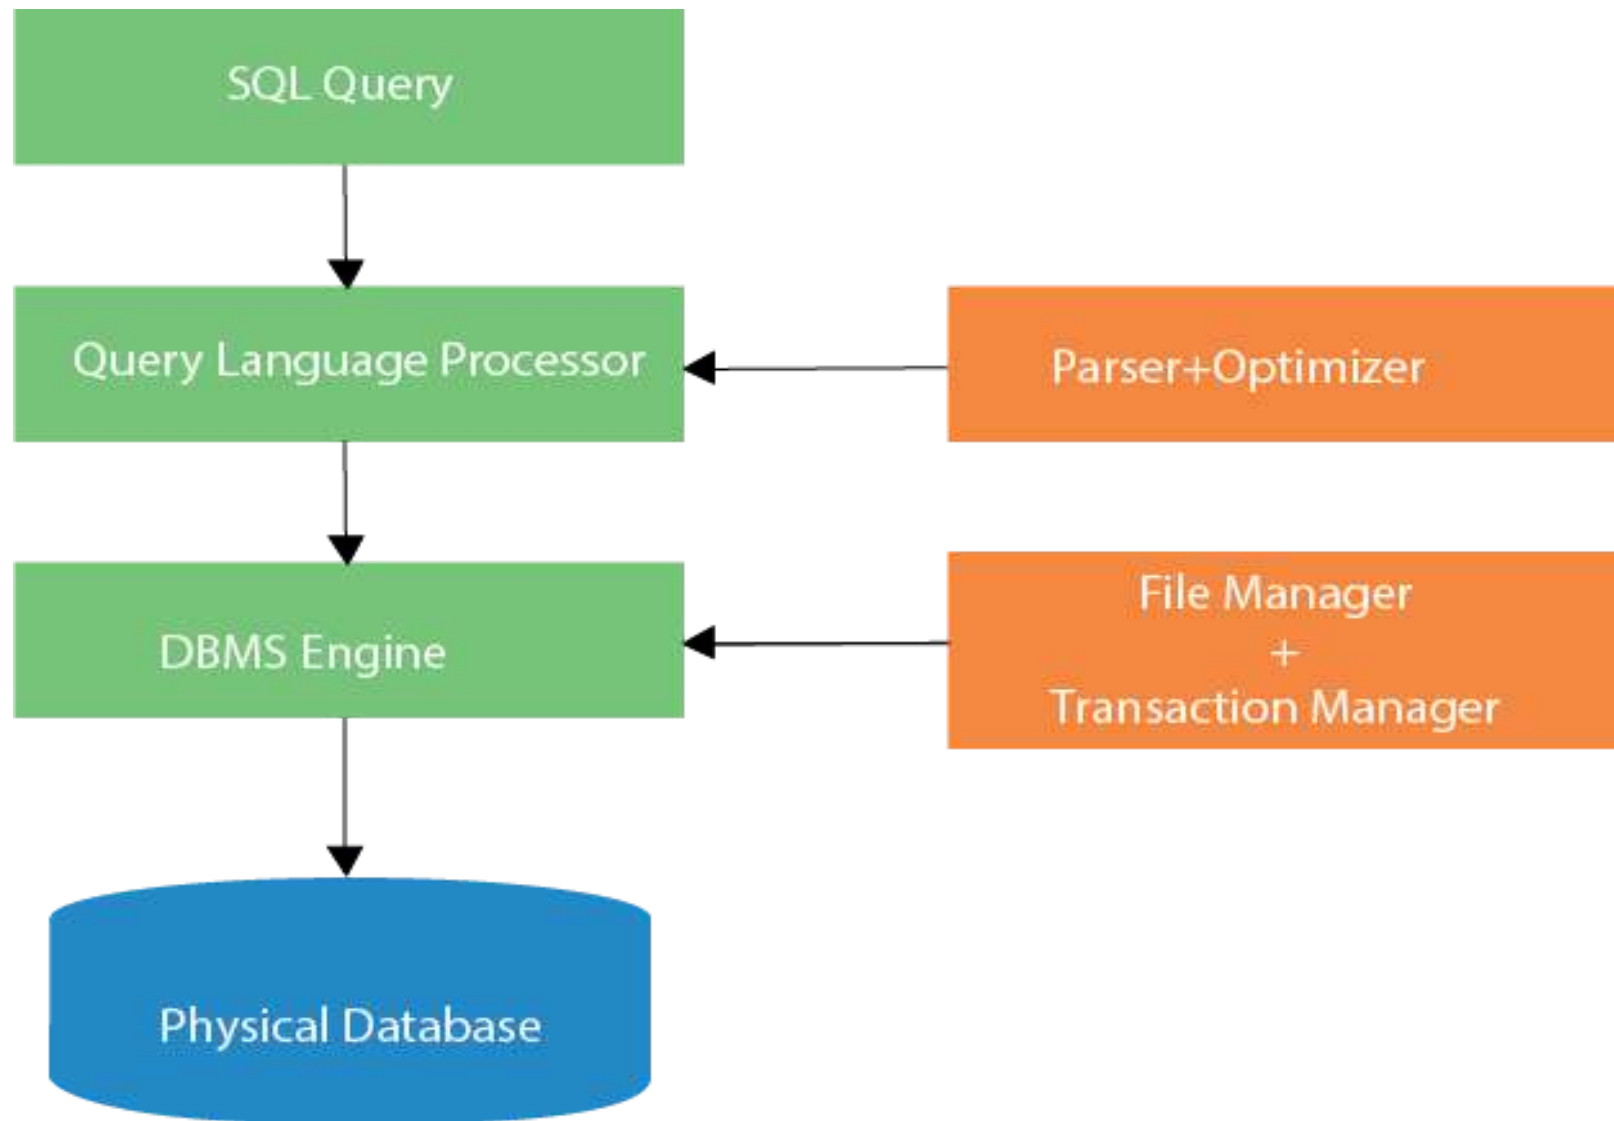 SQL Query
Query Language Processor
Parser+Optimizer
DBMS Engine
File Manager
+
Transaction Manager
Physical Database